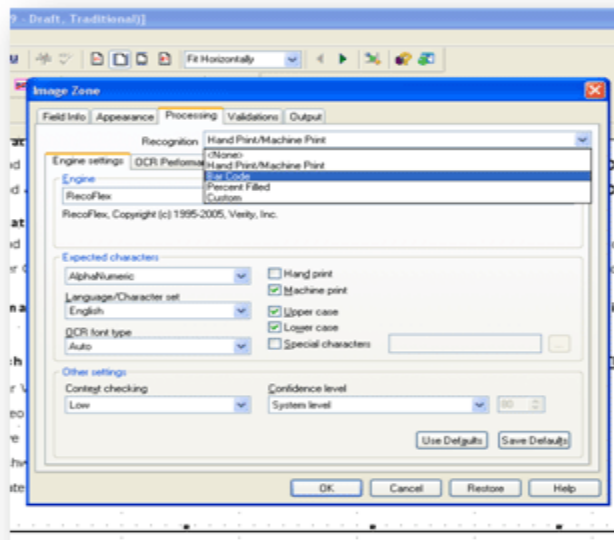 9 - Draft, Traditional)]
Fit Horizontally
Image Zone
Field Info Appearance Processing Validations Output
Recognition Hand Print/Machine Print
<None>
Hand Print/Machine Print
Bar Code
Percent Filled
Custom
Engine settings OCR Performa
Engine
RecoFlex
RecoFlex, Copyright (c) 1995-2005, Verity, Inc.
Expected characters
AlphaNumeric
Hand print
Machine print
Language/Character set
English
Upper case
Lower case
OCR font type
Auto
Special characters
...
Other settings
Context checking
Confidence level
Low
System level
80
Use Defaults Save Defaults
OK Cancel Restore Help